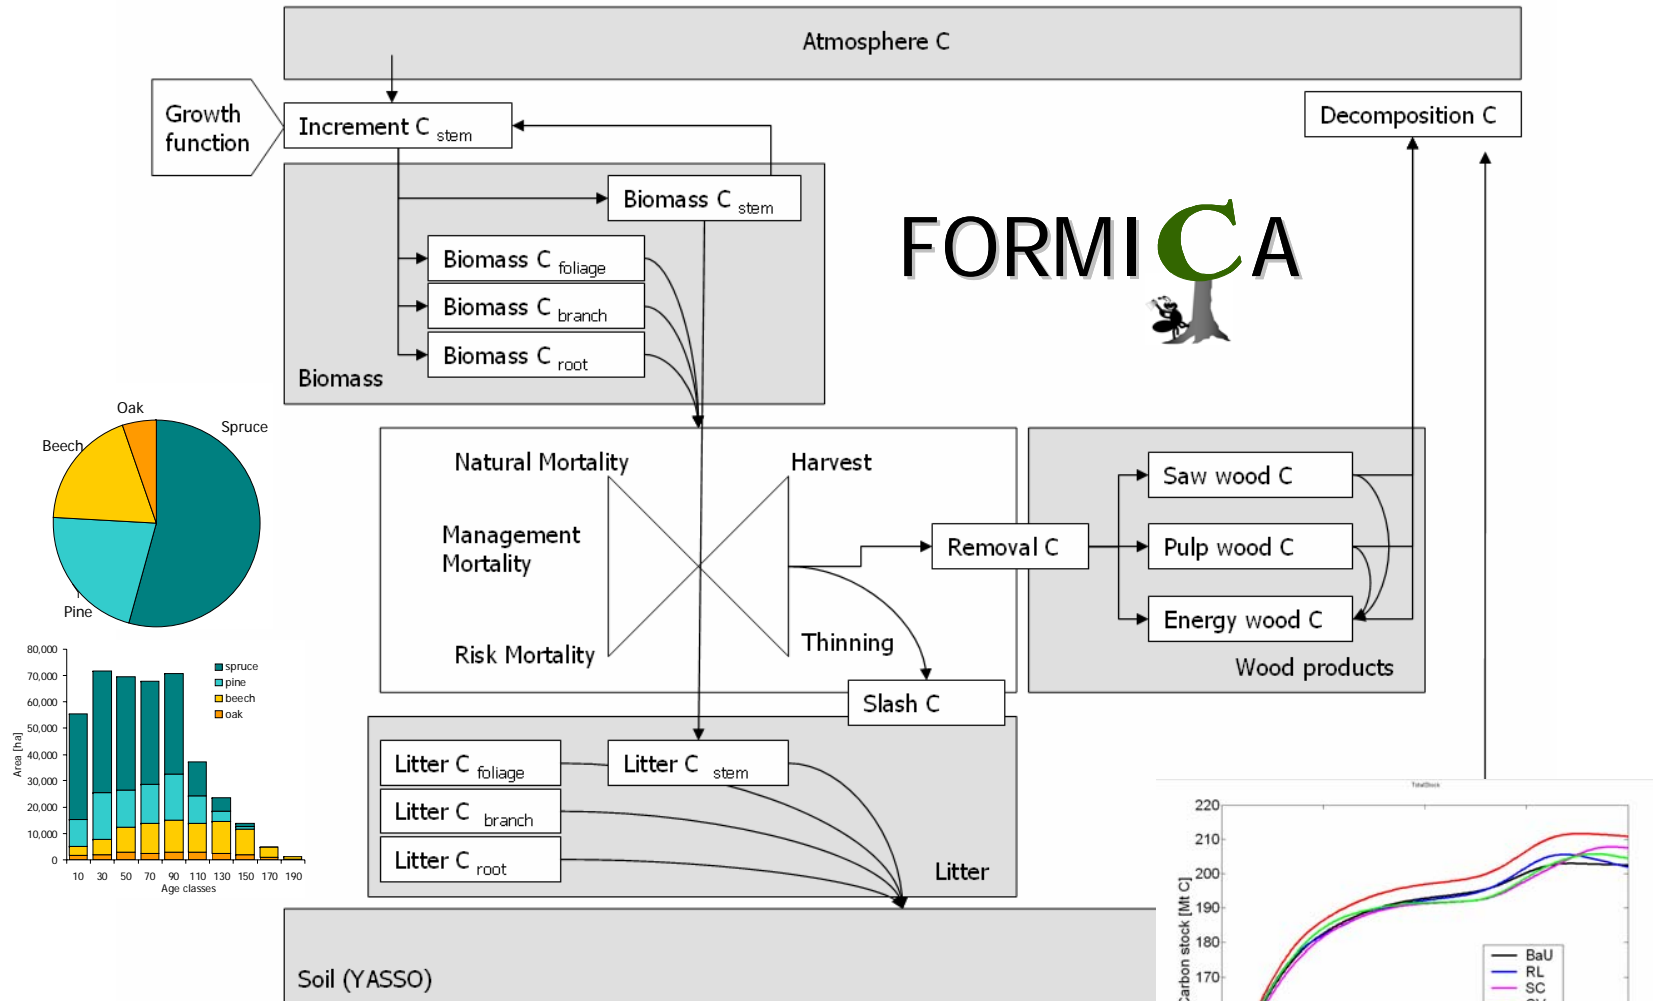 Atmosphere C
Growth
function
Increment C stem
Decomposition C
Biomass C stem
Biomass C foliage
Biomass C branch
Biomass C root
Biomass
FORMICA
Oak
Spruce
Beech
Pine
Natural Mortality
Harvest
Management
Mortality
Risk Mortality
Thinning
Removal C
Slash C
Saw wood C
Pulp wood C
Energy wood C
Wood products
80,000
70,000
60,000
50,000
40,000
30,000
20,000
10,000
0
Area [ha]
spruce
pine
beech
oak
10 30 50 70 90 110 130 150 170 190
Age classes
Litter C foliage
Litter C stem
Litter C branch
Litter C root
Litter
Soil (YASSO)
TotalStock
220
210
200
190
180
170
Carbon stock [Mt C]
BaU
RL
SC